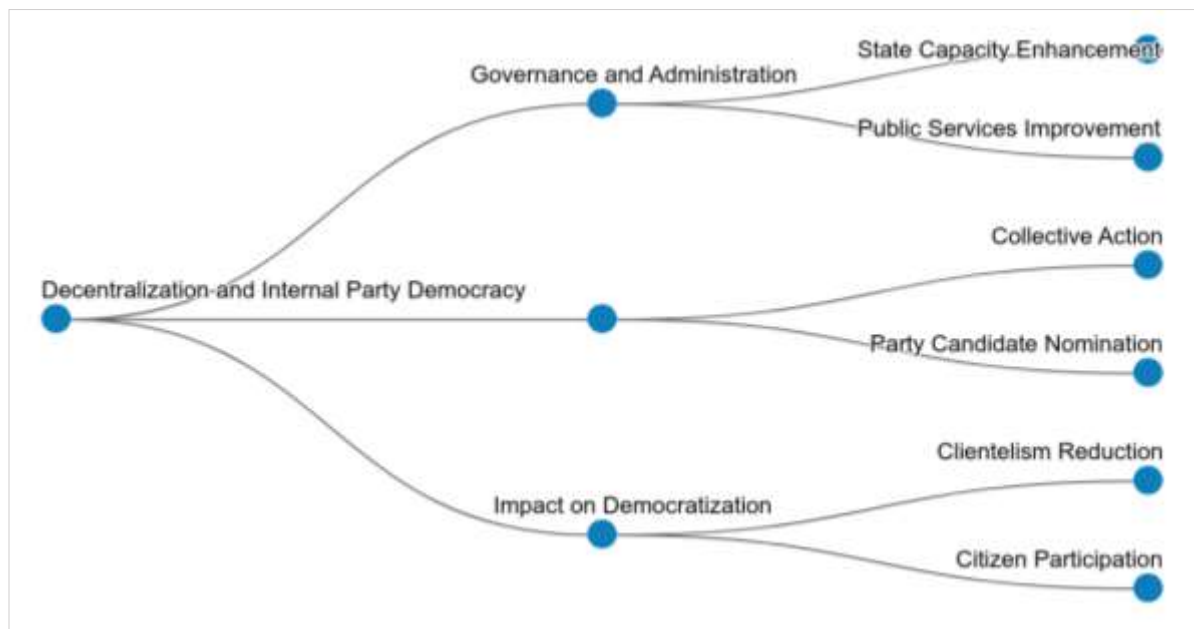 State Capacity Enhancement
Governance and Administration
Public Services Improvement
Collective Action
Decentralization and Internal Party Democracy
Party Candidate Nomination
Clientelism Reduction
Impact on Democratization
Citizen Participation